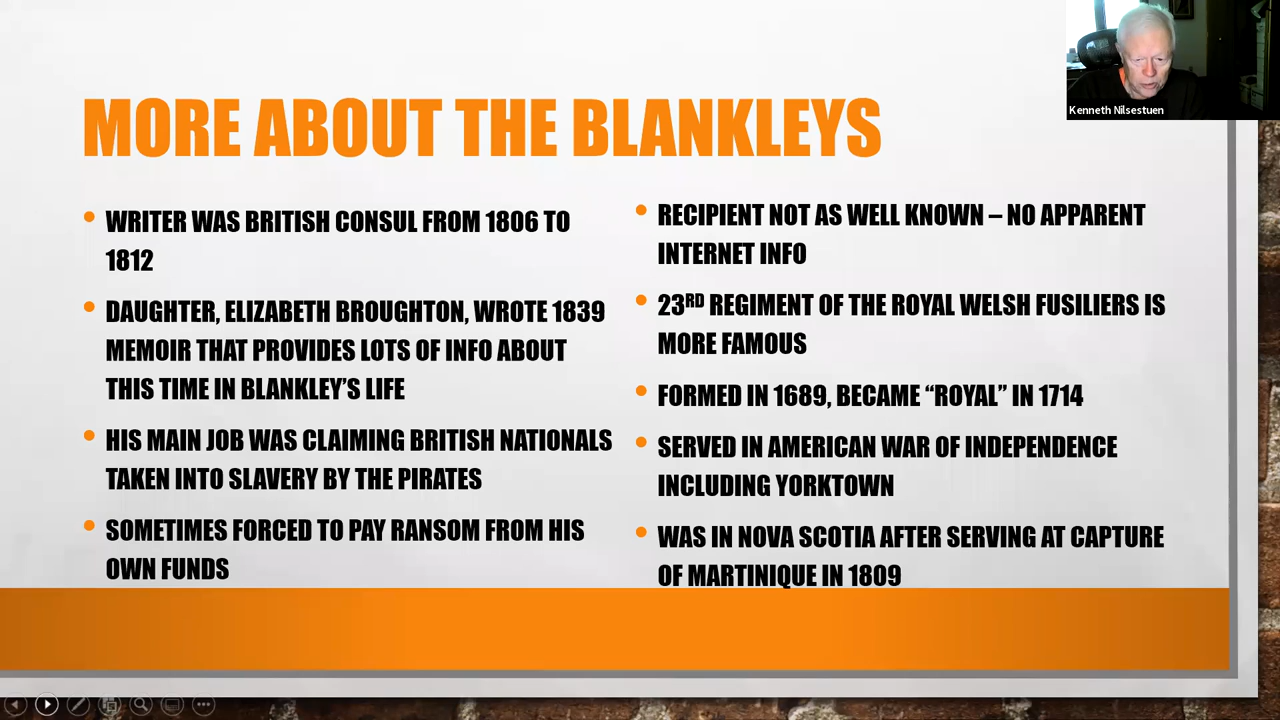 MORE ABOUT THE BLANKLEYS
WRITER WAS BRITISH CONSUL FROM 1806 TO
1812
DAUGHTER, ELIZABETH BROUGHTON, WROTE 1839
MEMOIR THAT PROVIDES LOTS OF INFO ABOUT
THIS TIME IN BLANKLEY'S LIFE
HIS MAIN JOB WAS CLAIMING BRITISH NATIONALS
TAKEN INTO SLAVERY BY THE PIRATES
SOMETIMES FORCED TO PAY RANSOM FROM HIS
OWN FUNDS
RECIPIENT NOT AS WELL KNOWN – NO APPARENT
INTERNET INFO
23RD REGIMENT OF THE ROYAL WELSH FUSILIERS IS
MORE FAMOUS
FORMED IN 1689, BECAME “ROYAL” IN 1714
SERVED IN AMERICAN WAR OF INDEPENDENCE
INCLUDING YORKTOWN
WAS IN NOVA SCOTIA AFTER SERVING AT CAPTURE
OF MARTINIQUE IN 1809
Kenneth Nilsestuen